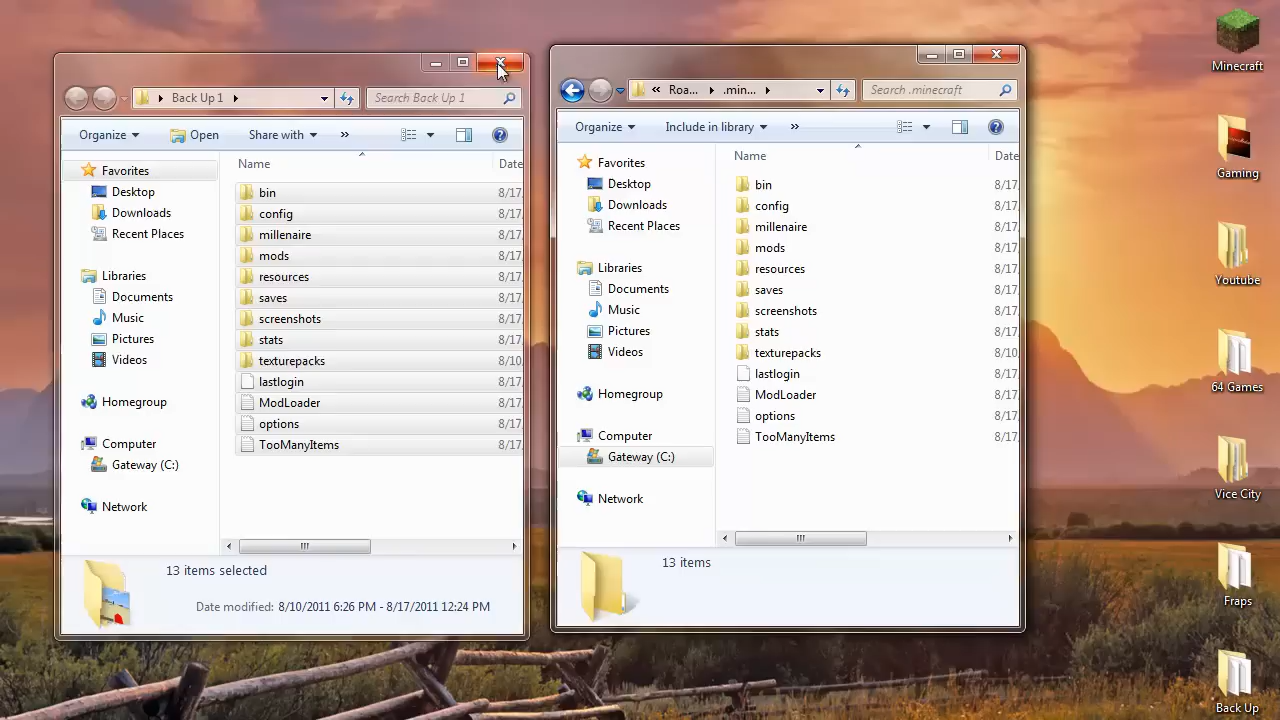 Back Up 1
Search Back Up 1
Organize
Open
Share with
»
Name
Date
Favorites
Desktop
Downloads
Recent Places
Libraries
Documents
Music
Pictures
Videos
Homegroup
Computer
Gateway (C:)
Network
bin 8/17
config 8/17
millenaire 8/17
mods 8/17
resources 8/17
saves 8/17
screenshots 8/17
stats 8/17
texturepacks 8/10
lastlogin 8/17
ModLoader 8/17
options 8/17
TooManyItems 8/17
13 items selected
Date modified: 8/10/2011 6:26 PM - 8/17/2011 12:24 PM
« Roa... .min...
Search .minecraft
Organize
Include in library
»
Name
Date
Favorites
Desktop
Downloads
Recent Places
Libraries
Documents
Music
Pictures
Videos
Homegroup
Computer
Gateway (C:)
Network
bin 8/17
config 8/17
millenaire 8/17
mods 8/17
resources 8/17
saves 8/17
screenshots 8/17
stats 8/17
texturepacks 8/10
lastlogin 8/17
ModLoader 8/17
options 8/17
TooManyItems 8/17
13 items
Minecraft
Gaming
Youtube
64 Games
Vice City
Fraps
Back Up